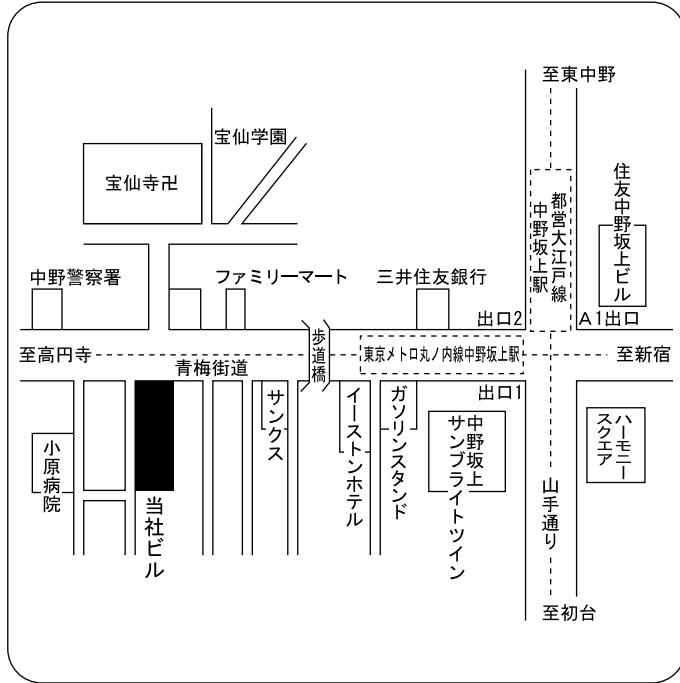 至東中野
宝仙学園
宝仙寺卍
住友中野坂上ビル
都営大江戸線
中野坂上駅
中野警察署
ファミリーマート
三井住友銀行
出口2
A1出口
歩道橋
至高円寺
東京メトロ丸ノ内線中野坂上駅
至新宿
青梅街道
出口1
サンクス
イーストンホテル
ガソリンスタンド
中野坂上
サンブライトツイン
ハーモニー
スクエア
小原病院
当社ビル
山手通り
至初台